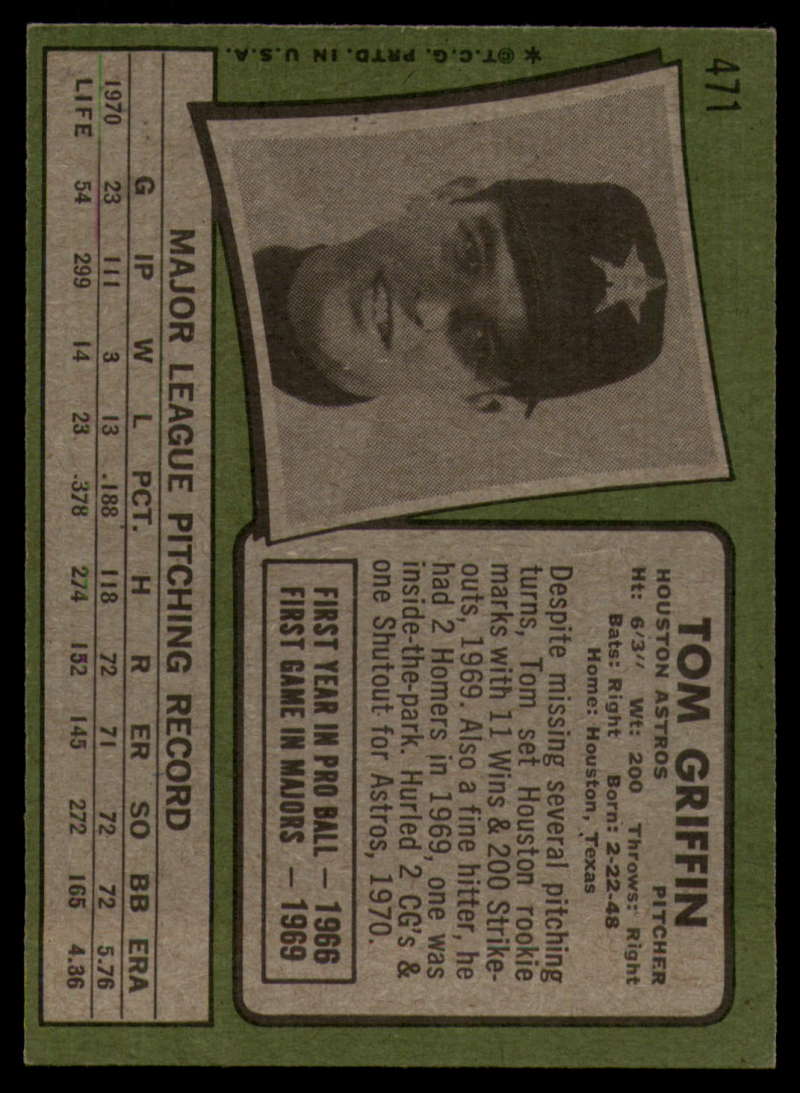 471
TOM GRIFFIN
HOUSTON ASTROS PITCHER
Ht: 6'3" Wt: 200 Throws: Right
Bats: Right Born: 2-22-48
Home: Houston, Texas
Despite missing several pitching
turns, Tom set Houston rookie
marks with 11 Wins & 200 Strike-
outs, 1969. Also a fine hitter, he
had 2 Homers in 1969, one was
inside-the-park. Hurled 2 CG's &
one Shutout for Astros, 1970.
FIRST YEAR IN PRO BALL — 1966
FIRST GAME IN MAJORS — 1969
MAJOR LEAGUE PITCHING RECORD
G IP W L PCT. H R ER SO BB ERA
1970 23 111 3 13 .188 118 72 71 72 72 5.76
LIFE 54 299 14 23 .378 274 152 145 272 165 4.36
* © T.C.G. PRTD. IN U.S.A.